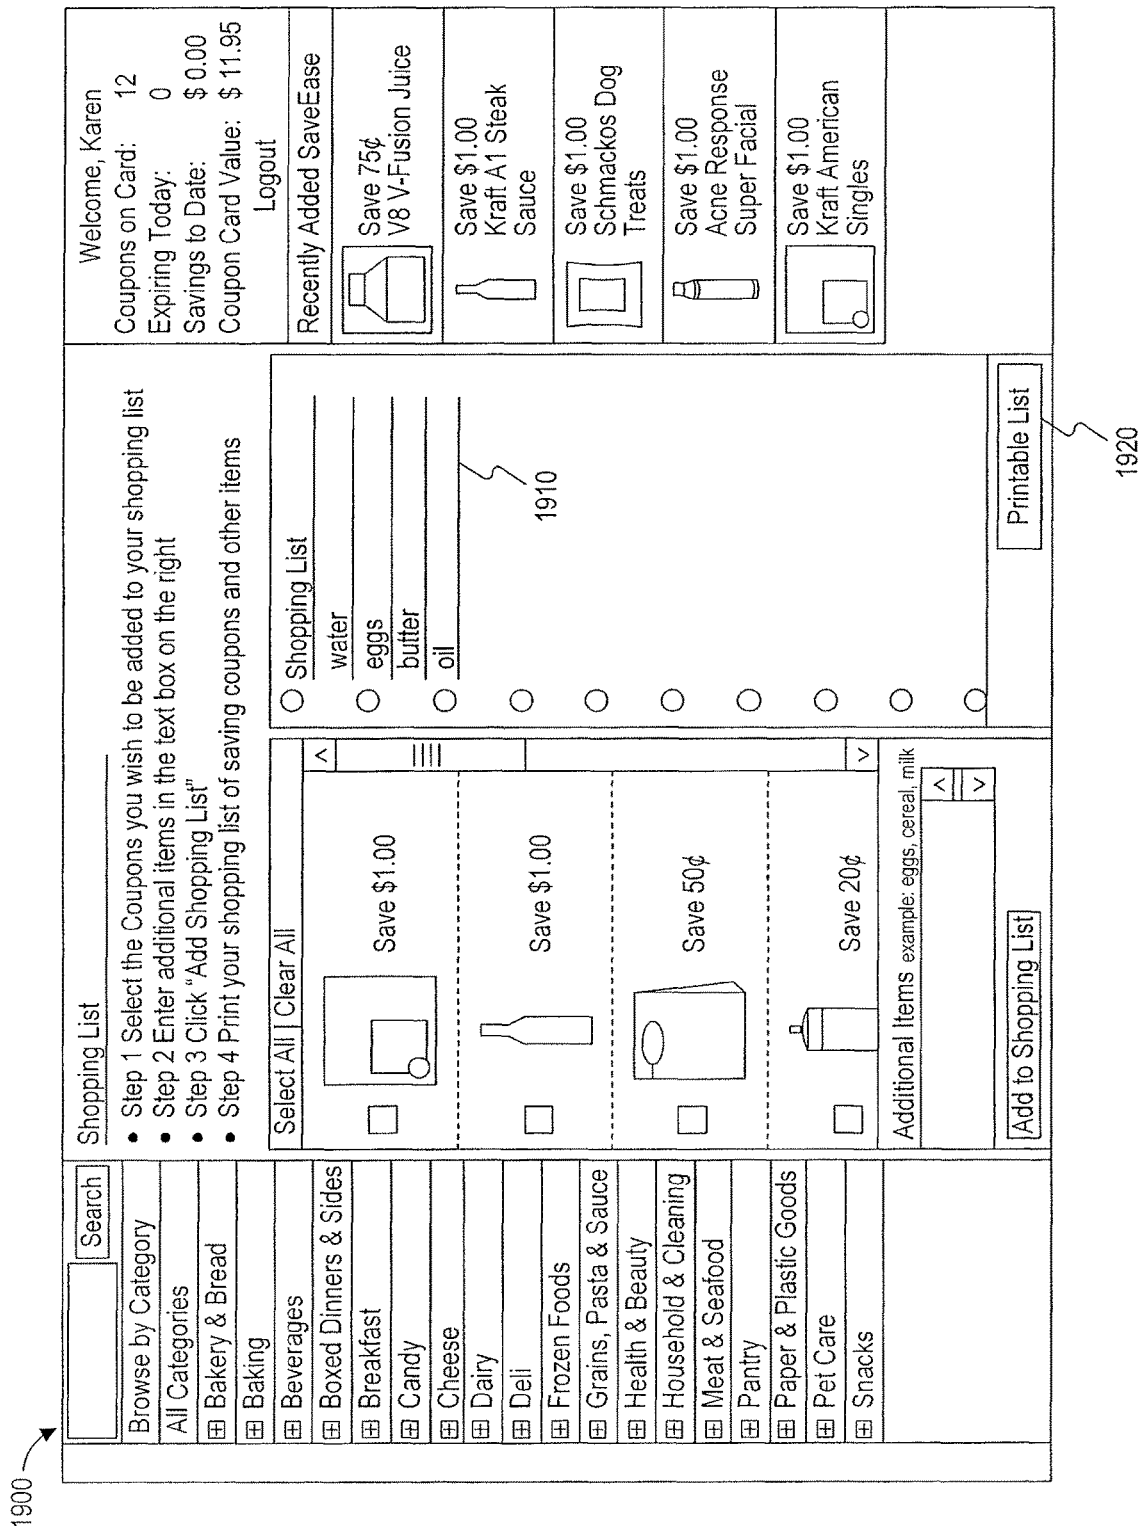 1900
Search
Browse by Category
All Categories
Bakery & Bread
Baking
Beverages
Boxed Dinners & Sides
Breakfast
Candy
Cheese
Dairy
Deli
Frozen Foods
Grains, Pasta & Sauce
Health & Beauty
Household & Cleaning
Meat & Seafood
Pantry
Paper & Plastic Goods
Pet Care
Snacks
Shopping List
• Step 1 Select the Coupons you wish to be added to your shopping list
• Step 2 Enter additional items in the text box on the right
• Step 3 Click “Add Shopping List”
• Step 4 Print your shopping list of saving coupons and other items
Select All | Clear All
Save $1.00
Save $1.00
Save 50¢
Save 20¢
Additional Items example: eggs, cereal, milk
Add to Shopping List
Shopping List
water
eggs
butter
oil
1910
Printable List
1920
Welcome, Karen
Coupons on Card: 12
Expiring Today: 0
Savings to Date: $ 0.00
Coupon Card Value: $ 11.95
Logout
Recently Added SaveEase
Save 75¢
V8 V-Fusion Juice
Save $1.00
Kraft A1 Steak
Sauce
Save $1.00
Schmackos Dog
Treats
Save $1.00
Acne Response
Super Facial
Save $1.00
Kraft American
Singles